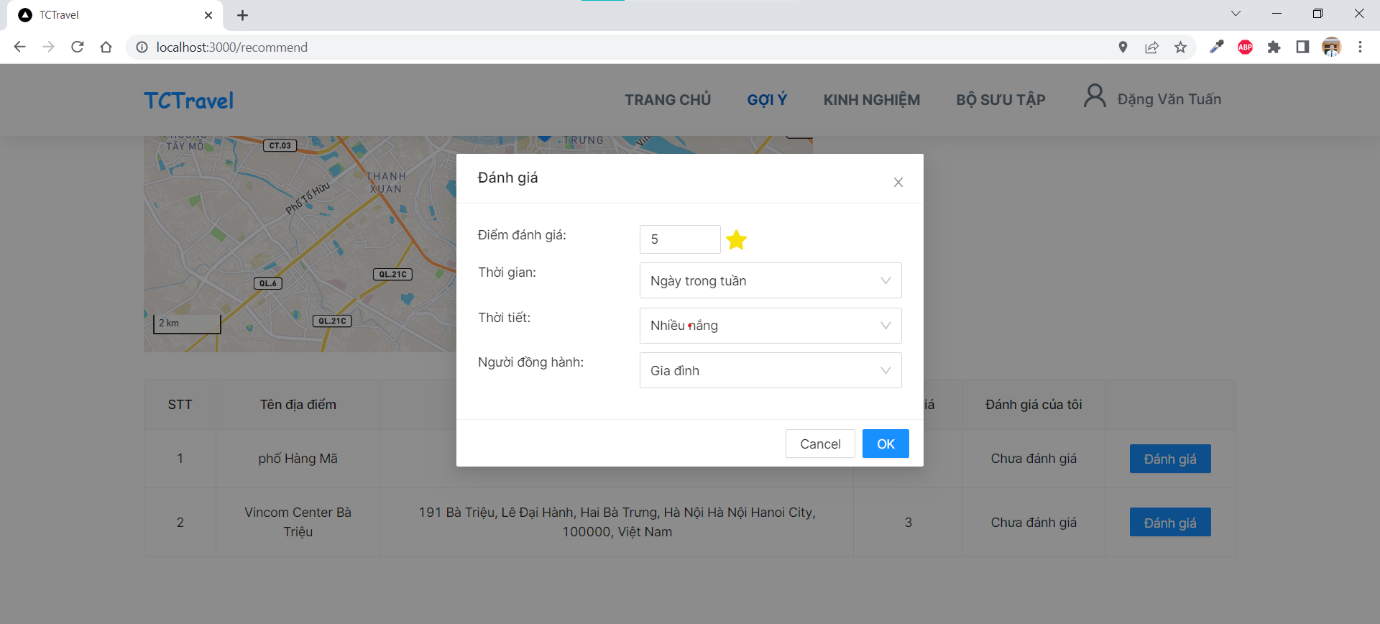 TCTravel
localhost:3000/recommend
ABP
TCTravel
TRANG CHỦ
GỢI Ý
KINH NGHIỆM
BỘ SƯU TẬP
Đặng Văn Tuấn
TÂY MỖ
CT.03
TRƯNG
THANH
XUÂN
Phố Tố Hữu
QL.21C
QL.6
QL.21C
2 km
Đánh giá
Điểm đánh giá:
5
Thời gian:
Ngày trong tuần
Thời tiết:
Nhiều nắng
Người đồng hành:
Gia đình
Cancel
OK
STT
Tên địa điểm
iá
Đánh giá của tôi
1
phố Hàng Mã
Chưa đánh giá
Đánh giá
2
Vincom Center Bà
Triệu
191 Bà Triệu, Lê Đại Hành, Hai Bà Trưng, Hà Nội Hà Nội Hanoi City,
100000, Việt Nam
3
Chưa đánh giá
Đánh giá